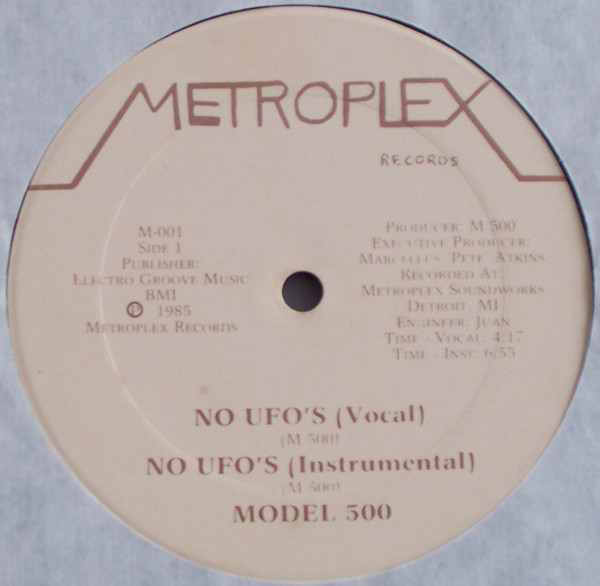 METROPLEX
RECORDS
M-001
SIDE 1
PUBLISHER:
ELECTRO GROOVE MUSIC
BMI
Ⓟ 1985
METROPLEX RECORDS
PRODUCER: M 500
EXECUTIVE PRODUCER:
MARCELLUS 'PETE' ATKINS
RECORDED AT:
METROPLEX SOUNDWORKS
DETROIT, MI
ENGINEER: JUAN
TIME - VOCAL: 4:17
TIME - INST: 6:55
NO UFO'S (Vocal)
(M 500)
NO UFO'S (Instrumental)
(M 500)
MODEL 500